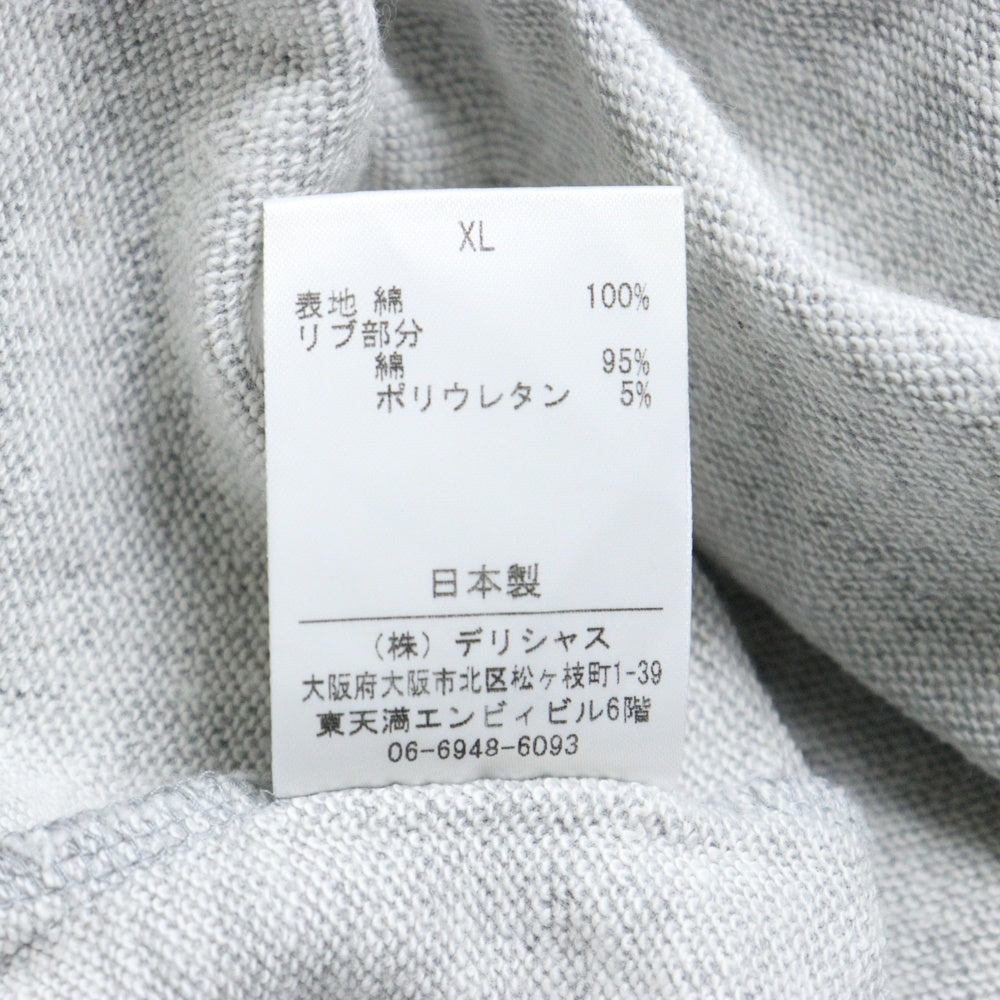 XL
表地 綿 100%
リブ部分
綿 95%
ポリウレタン 5%
日本製
(株) デリシャス
大阪府大阪市北区松ヶ枝町1-39
東天満エンビィビル6階
06-6948-6093